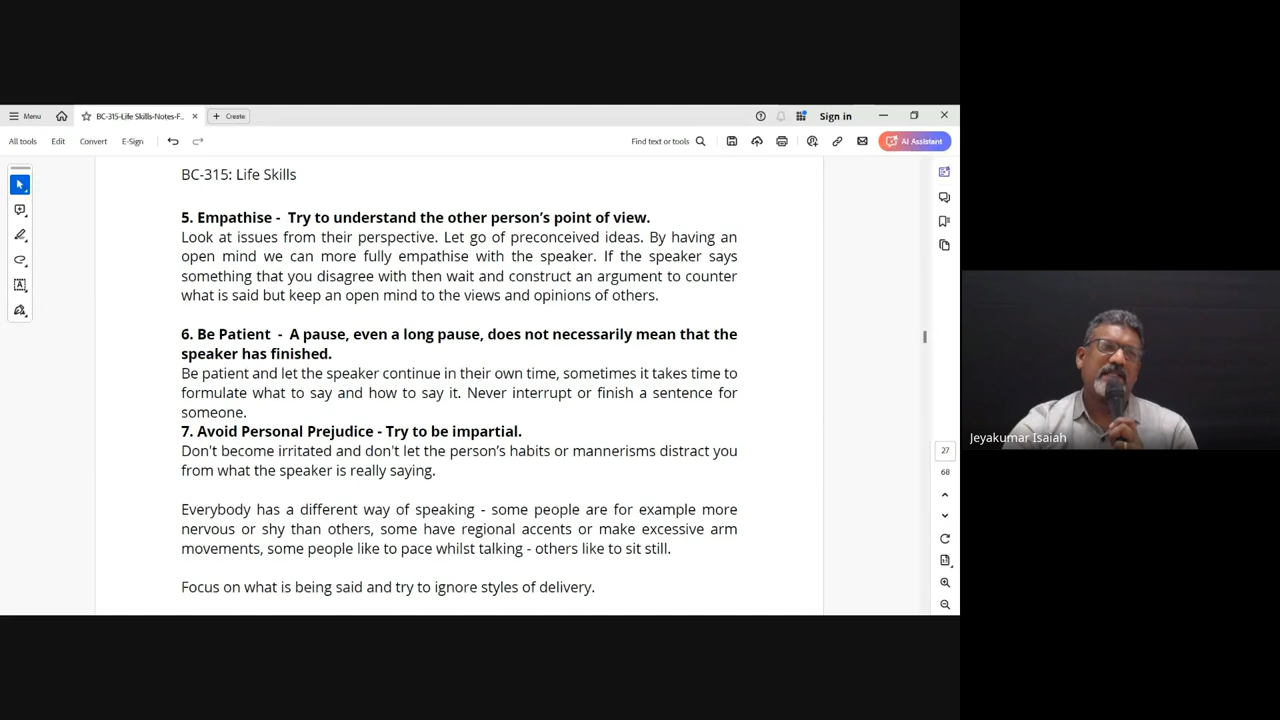 Menu
BC-315-Life Skills-Notes-F...
Create
Sign in
All tools
Edit
Convert
E-Sign
Find text or tools
AI Assistant
BC-315: Life Skills
5. Empathise - Try to understand the other person's point of view.
Look at issues from their perspective. Let go of preconceived ideas. By having an
open mind we can more fully empathise with the speaker. If the speaker says
something that you disagree with then wait and construct an argument to counter
what is said but keep an open mind to the views and opinions of others.
6. Be Patient - A pause, even a long pause, does not necessarily mean that the
speaker has finished.
Be patient and let the speaker continue in their own time, sometimes it takes time to
formulate what to say and how to say it. Never interrupt or finish a sentence for
someone.
7. Avoid Personal Prejudice - Try to be impartial.
Don't become irritated and don't let the person's habits or mannerisms distract you
from what the speaker is really saying.
Everybody has a different way of speaking - some people are for example more
nervous or shy than others, some have regional accents or make excessive arm
movements, some people like to pace whilst talking - others like to sit still.
Focus on what is being said and try to ignore styles of delivery.
27
68
Jeyakumar Isaiah